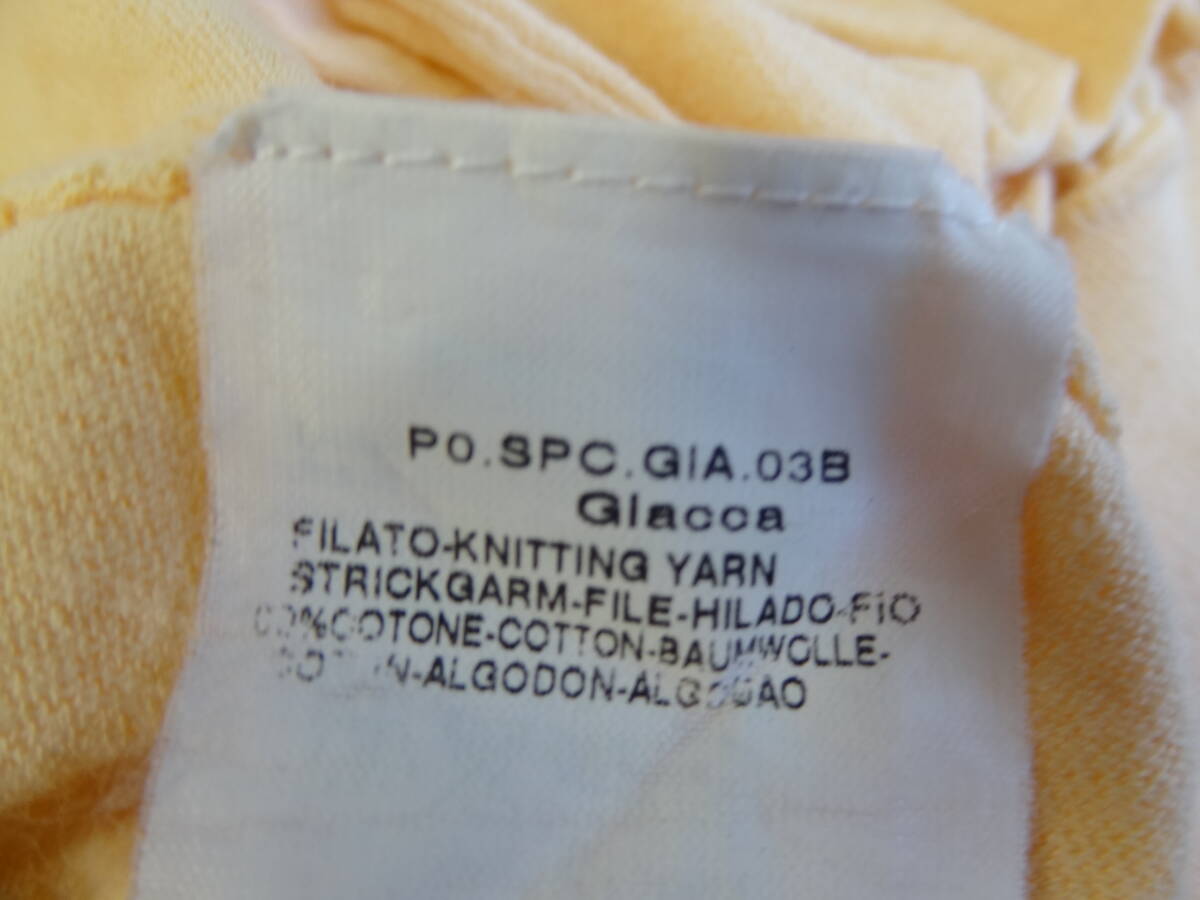 P0.SPC.GIA.03B
Giacca
FILATO-KNITTING YARN
STRICKGARM-FILE-HILADO-FIO
COTONE-COTTON-BAUMWOLLE-
ALGODON-ALGODAO